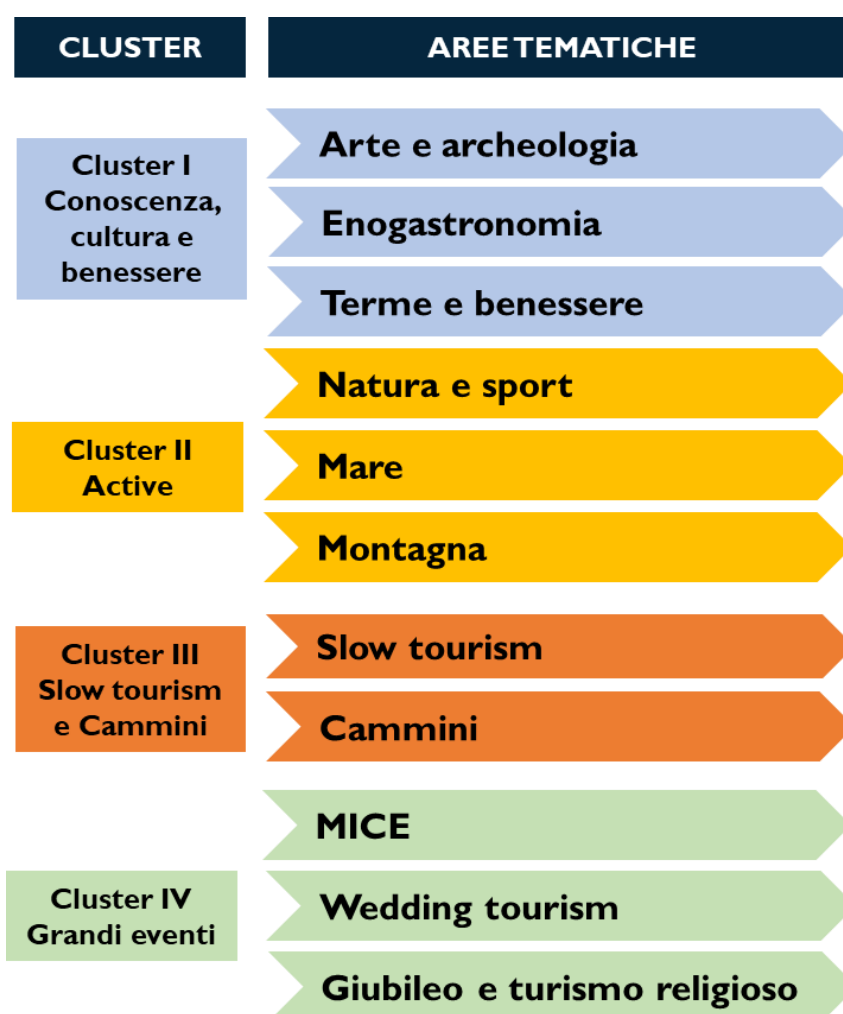 CLUSTER
AREE TEMATICHE
Cluster I
Conoscenza,
cultura e
benessere
Arte e archeologia
Enogastronomia
Terme e benessere
Cluster II
Active
Natura e sport
Mare
Montagna
Cluster III
Slow tourism
e Cammini
Slow tourism
Cammini
Cluster IV
Grandi eventi
MICE
Wedding tourism
Giubileo e turismo religioso